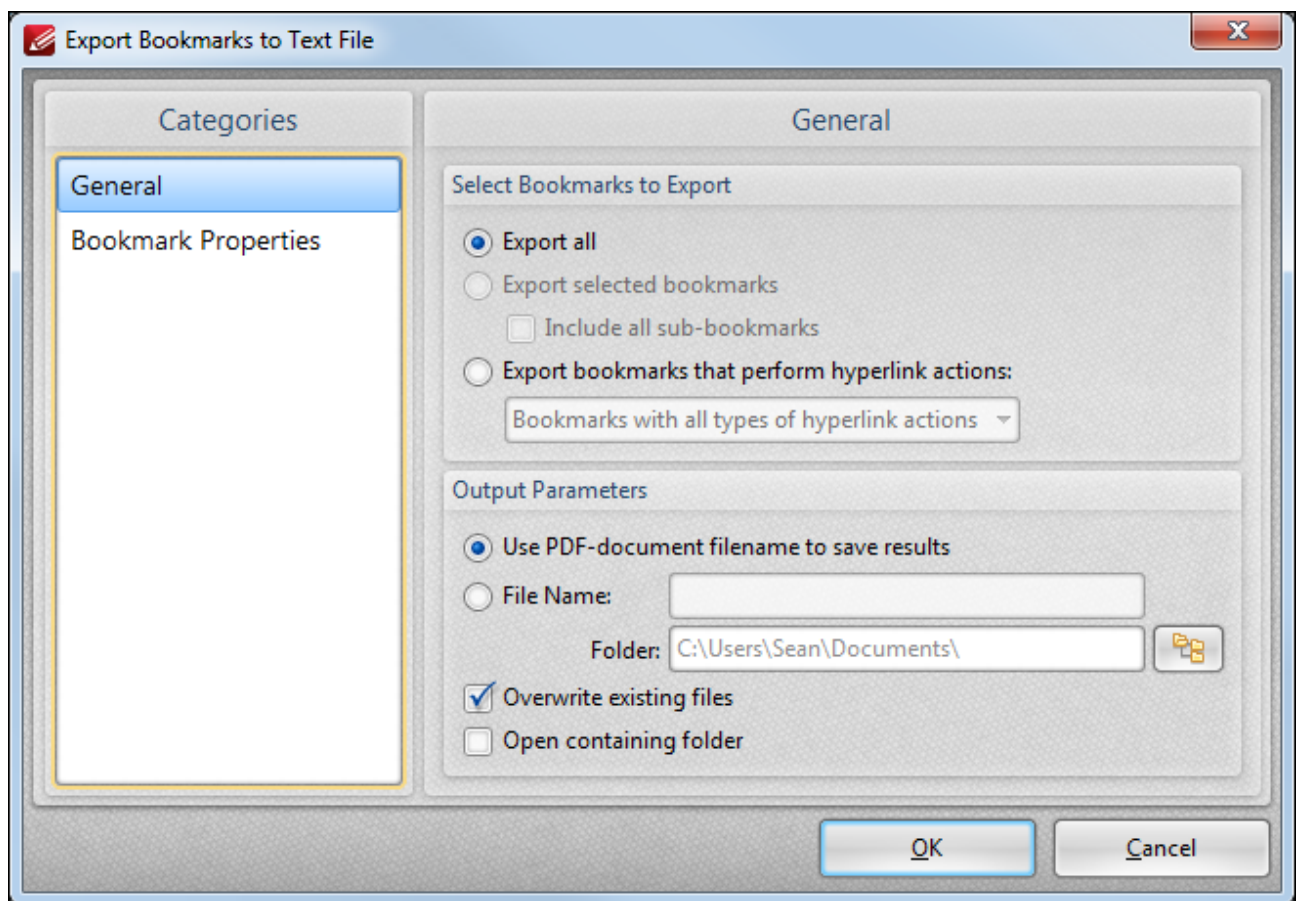 Export Bookmarks to Text File
Categories
General
Bookmark Properties
General
Select Bookmarks to Export
Export all
Export selected bookmarks
Include all sub-bookmarks
Export bookmarks that perform hyperlink actions:
Bookmarks with all types of hyperlink actions
Output Parameters
Use PDF-document filename to save results
File Name:
Folder: C:\Users\Sean\Documents\
Overwrite existing files
Open containing folder
OK Cancel